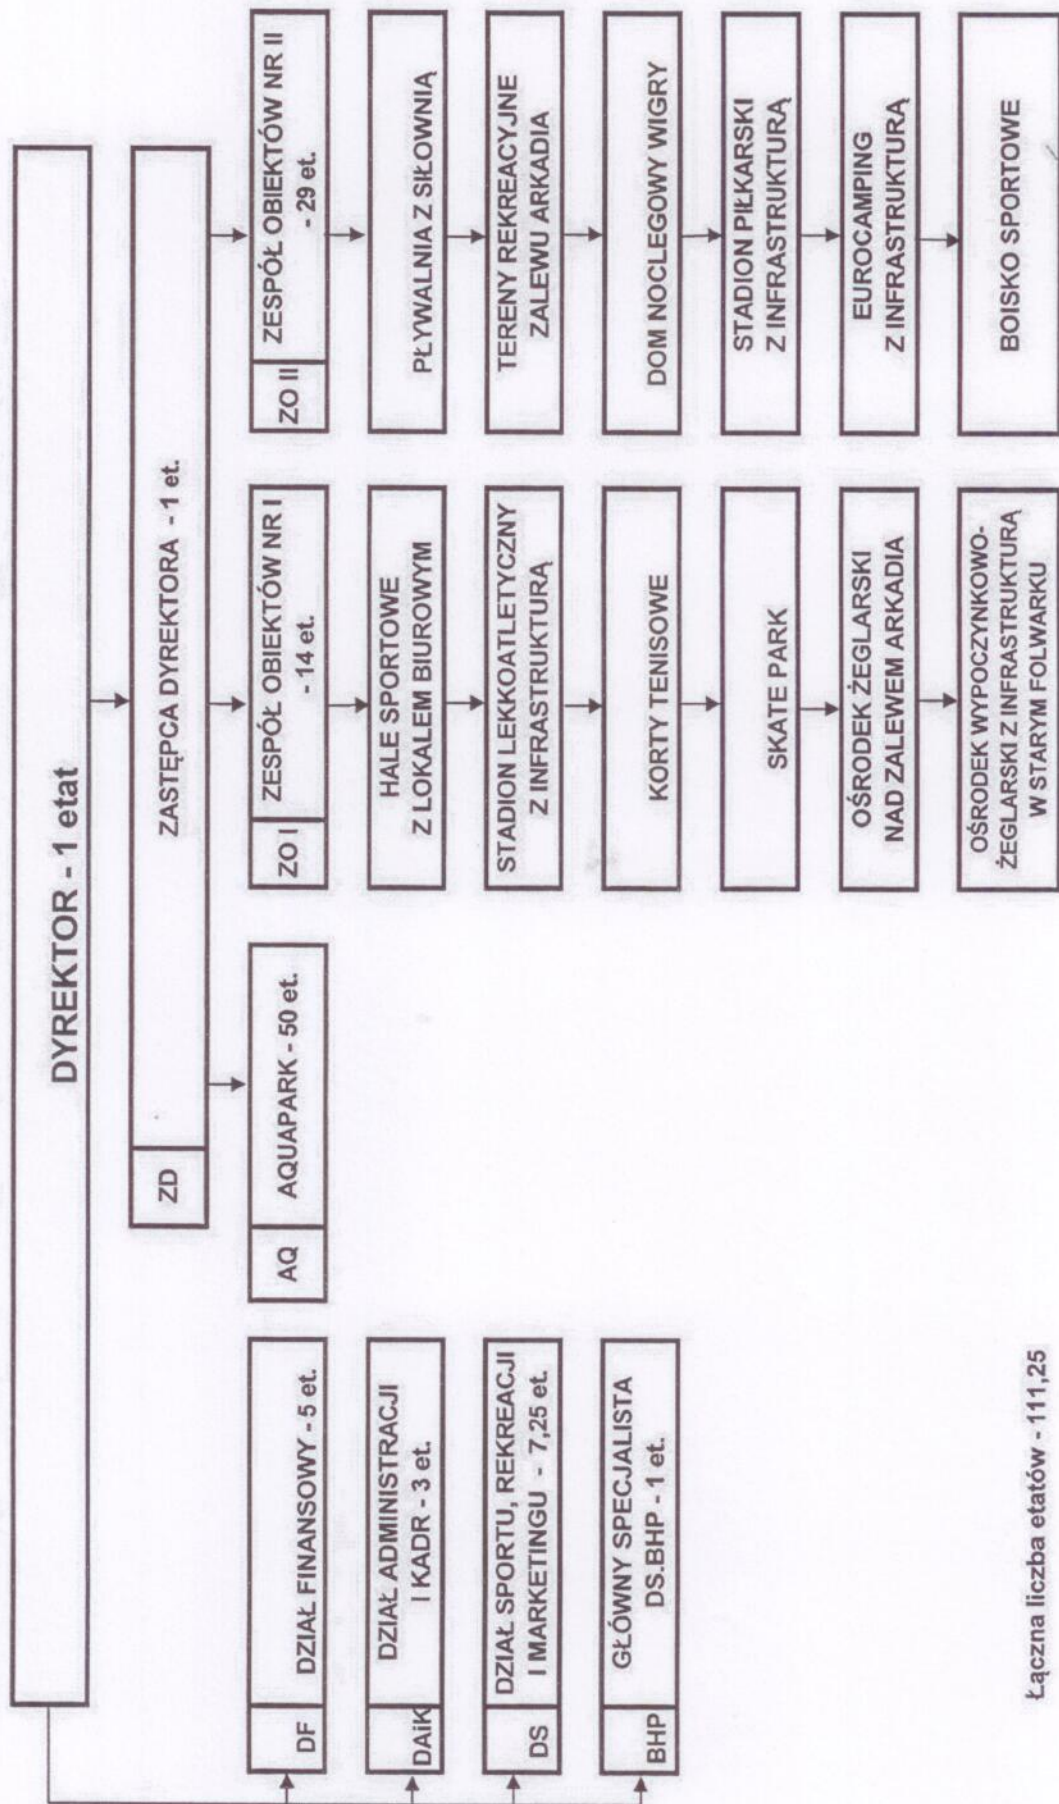 DYREKTOR - 1 etat
ZD
ZASTĘPCA DYREKTORA - 1 et.
DF
DZIAŁ FINANSOWY - 5 et.
DAiK
DZIAŁ ADMINISTRACJI
I KADR - 3 et.
DS
DZIAŁ SPORTU, REKREACJI
I MARKETINGU - 7,25 et.
BHP
GŁÓWNY SPECJALISTA
DS.BHP - 1 et.
AQ
AQUAPARK - 50 et.
ZO I
ZESPÓŁ OBIEKTÓW NR I
- 14 et.
HALE SPORTOWE
Z LOKALEM BIUROWYM
STADION LEKKOATLETYCZNY
Z INFRASTRUKTURĄ
KORTY TENISOWE
SKATE PARK
OŚRODEK ŻEGLARSKI
NAD ZALEWEM ARKADIA
OŚRODEK WYPOCZYNKOWO-
ŻEGLARSKI Z INFRASTRUKTURĄ
W STARYM FOLWARKU
ZO II
ZESPÓŁ OBIEKTÓW NR II
- 29 et.
PŁYWALNIA Z SIŁOWNIĄ
TERENY REKREACYJNE
ZALEWU ARKADIA
DOM NOCLEGOWY WIGRY
STADION PIŁKARSKI
Z INFRASTRUKTURĄ
EUROCAMPING
Z INFRASTRUKTURĄ
BOISKO SPORTOWE
Łączna liczba etatów - 111,25